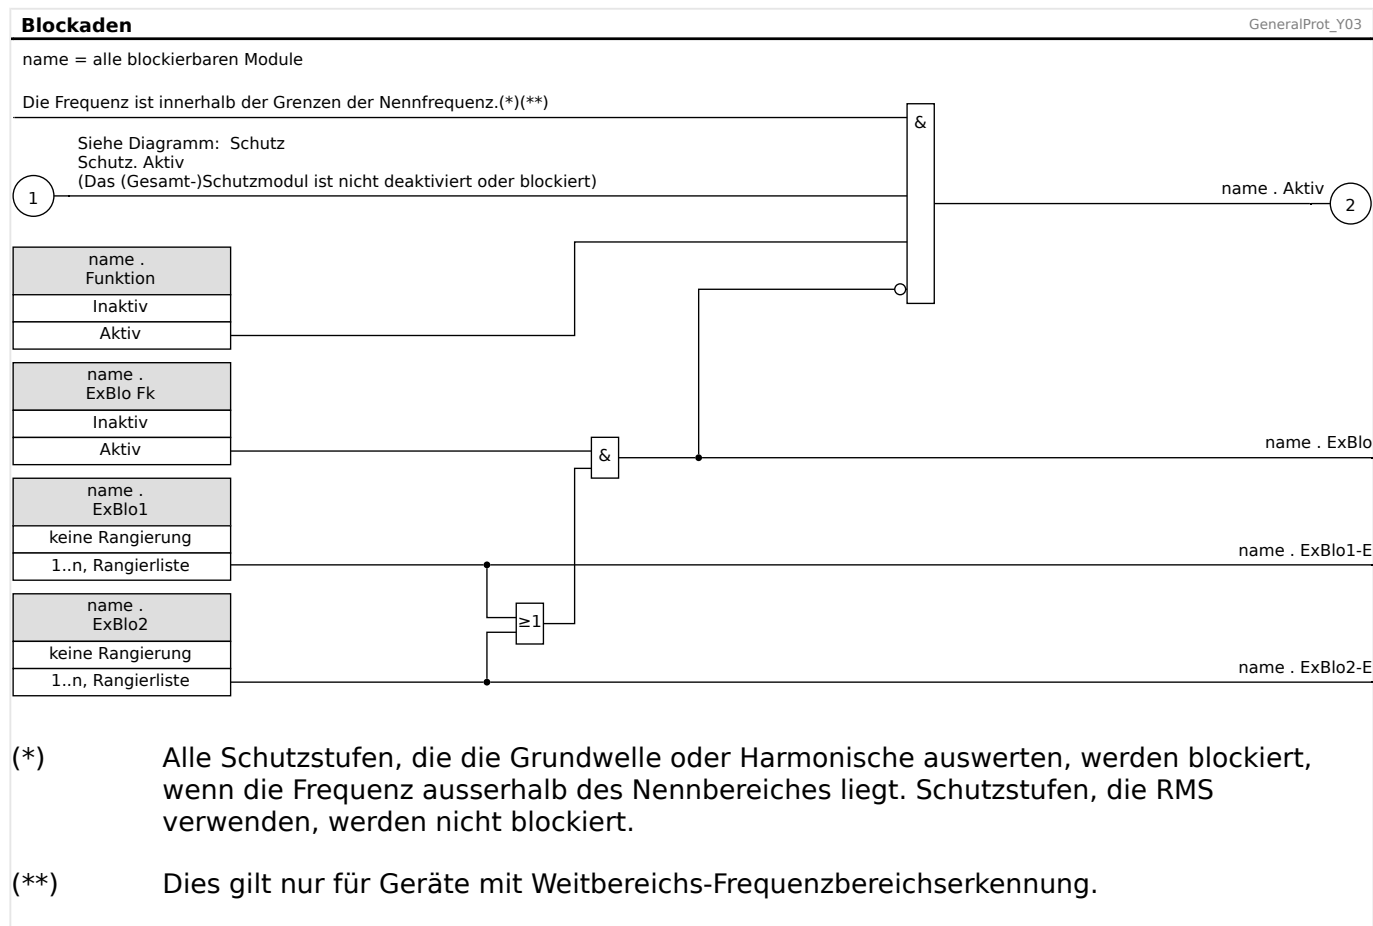 Blockaden
GeneralProt_Y03
name = alle blockierbaren Module
Die Frequenz ist innerhalb der Grenzen der Nennfrequenz.(*)(**)
&
Siehe Diagramm: Schutz
Schutz. Aktiv
(Das (Gesamt-)Schutzmodul ist nicht deaktiviert oder blockiert)
1
name . Aktiv
2
name .
Funktion
Inaktiv
Aktiv
name .
ExBlo Fk
Inaktiv
Aktiv
&
name . ExBlo
name .
ExBlo1
keine Rangierung
1..n, Rangierliste
name . ExBlo1-E
name .
ExBlo2
≥1
keine Rangierung
1..n, Rangierliste
name . ExBlo2-E
(*) Alle Schutzstufen, die die Grundwelle oder Harmonische auswerten, werden blockiert,
wenn die Frequenz ausserhalb des Nennbereiches liegt. Schutzstufen, die RMS
verwenden, werden nicht blockiert.
(**) Dies gilt nur für Geräte mit Weitbereichs-Frequenzbereichserkennung.